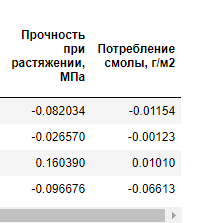 Прочность
при Потребление
растяжении, смолы, г/м2
МПа
-0.082034 -0.01154
-0.026570 -0.00123
0.160390 0.01010
-0.096676 -0.06613